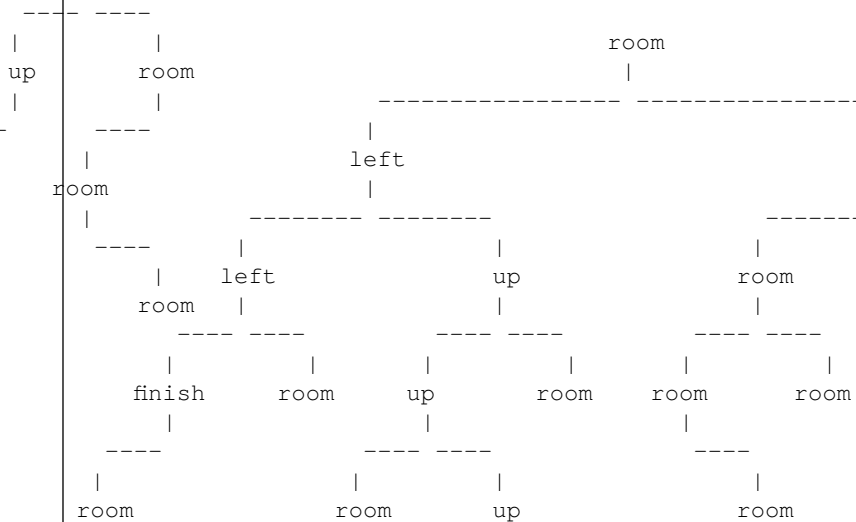 ---- ----
| |
room
up room
|
| |
----------------- -----------------
- ---- |
| left
room |
| -------- -------- -------
---- | | |
| left up room
room | | |
---- ---- ---- ---- ---- ----
| | | | | |
finish room up room room room
| | |
---- ---- ---- ----
| | | |
room room up room